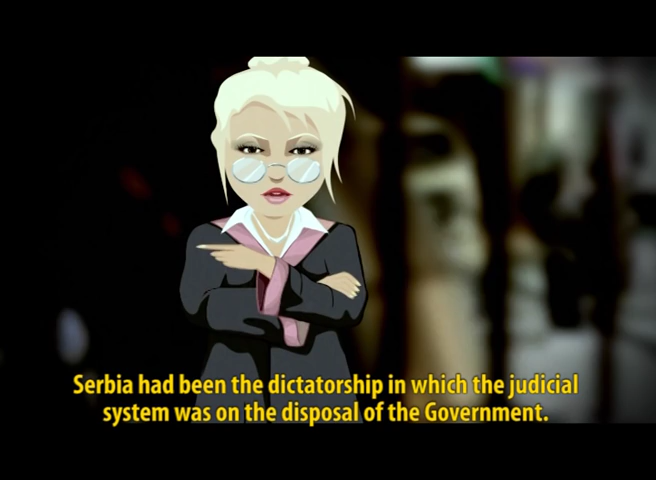 Serbia had been the dictatorship in which the judicial
system was on the disposal of the Government.